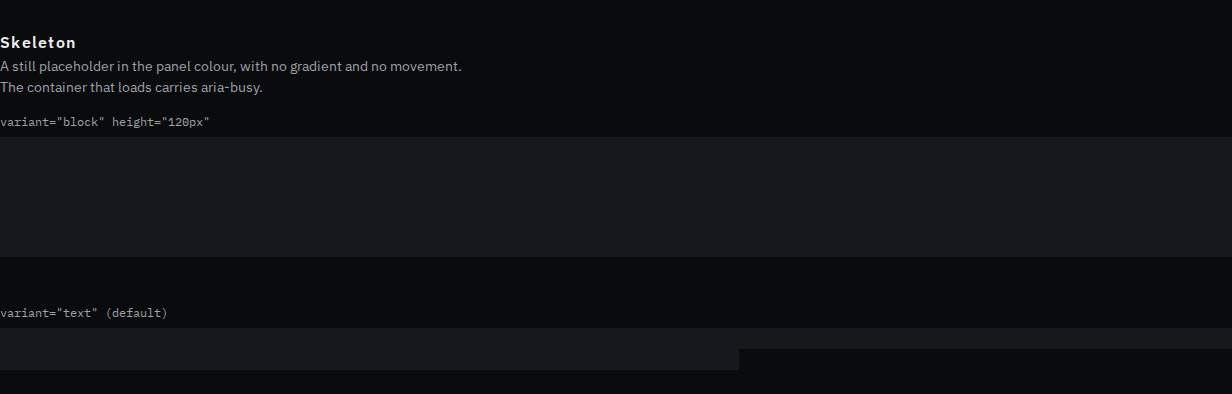 Skeleton
A still placeholder in the panel colour, with no gradient and no movement.
The container that loads carries aria-busy.
variant="block" height="120px"
variant="text" (default)